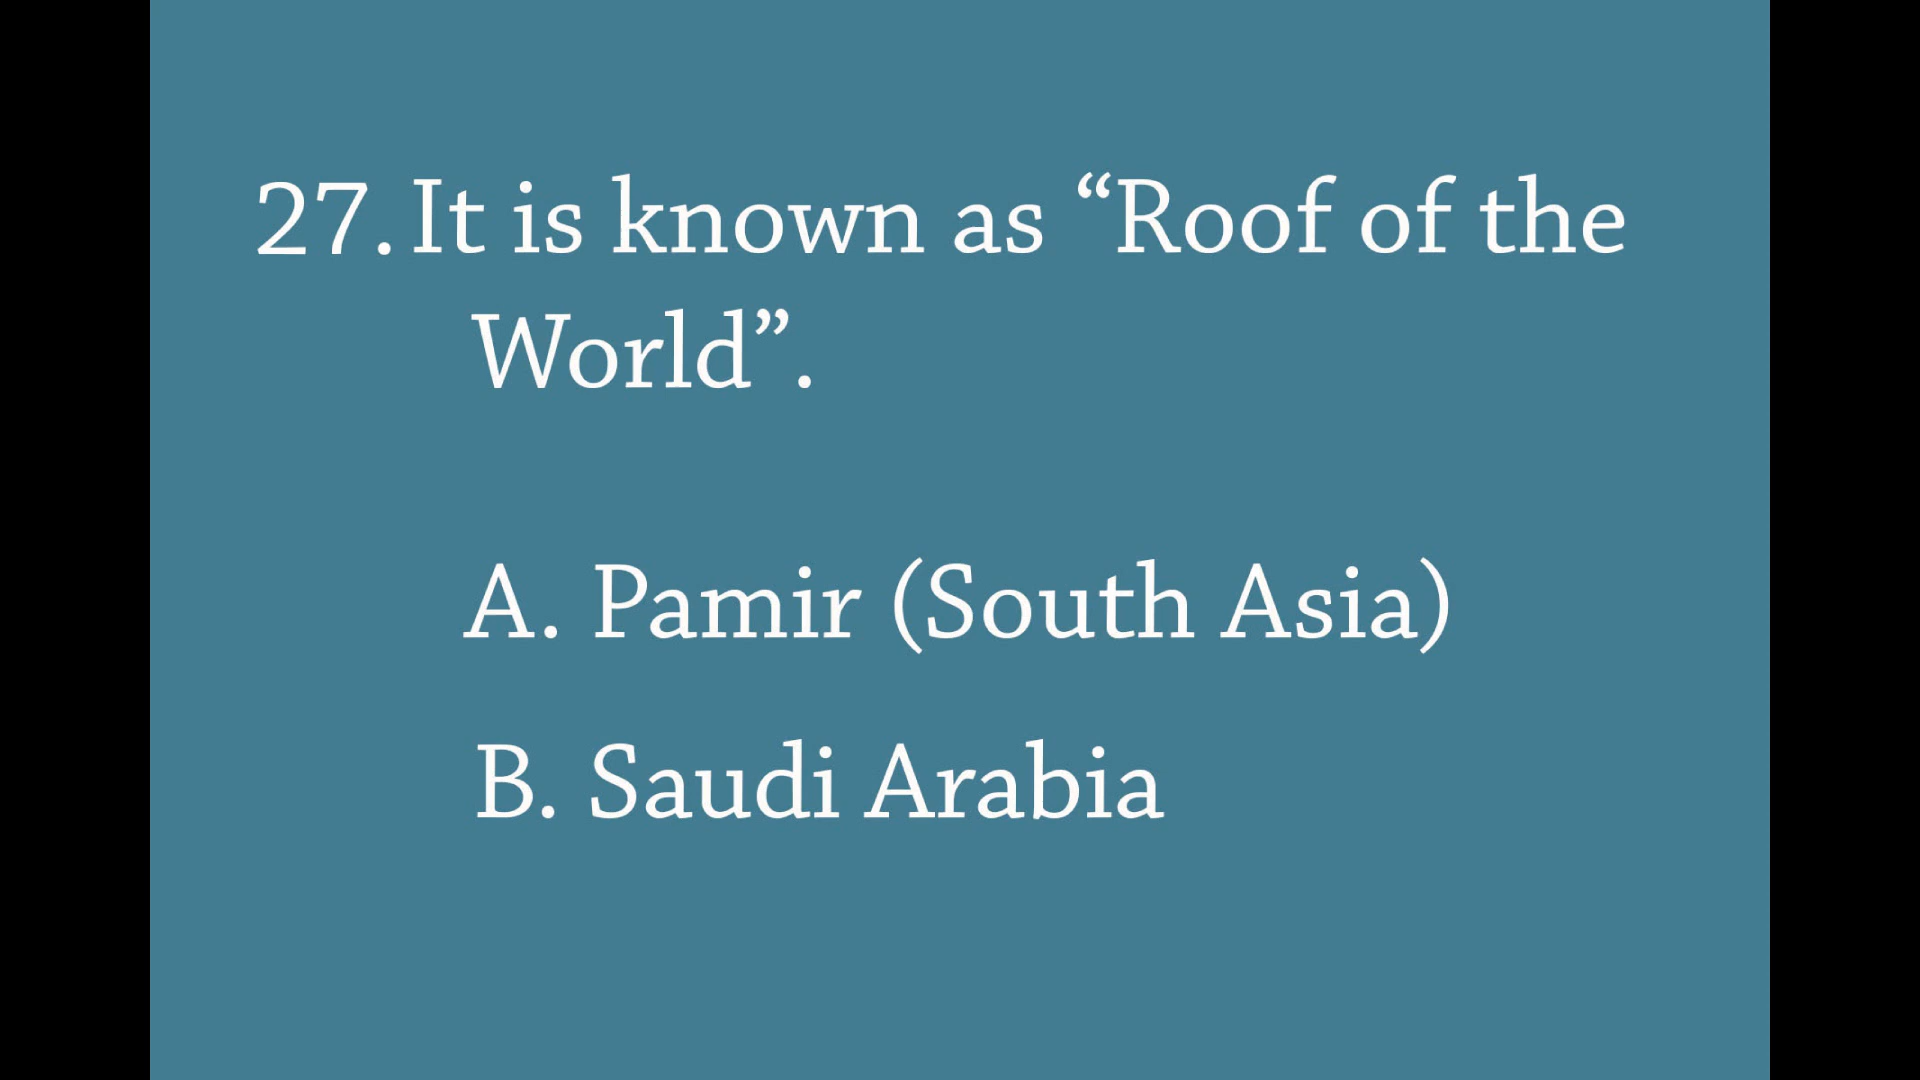 27. It is known as “Roof of the
World”.
A. Pamir (South Asia)
B. Saudi Arabia